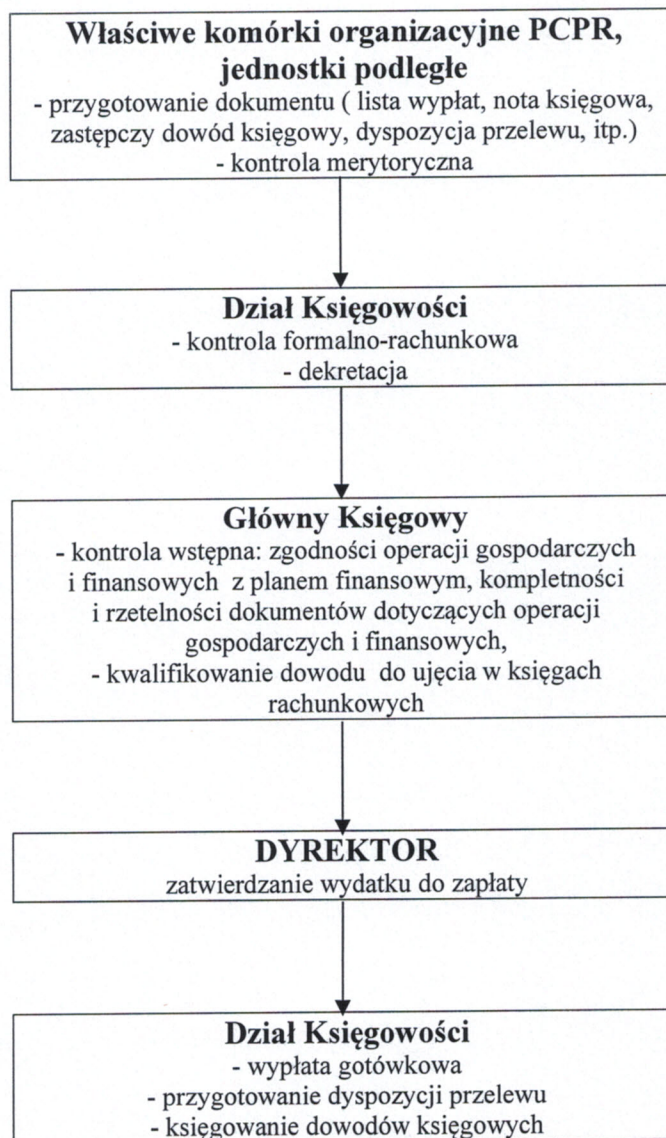 Właściwe komórki organizacyjne PCPR,
jednostki podległe
- przygotowanie dokumentu ( lista wypłat, nota księgowa,
zastępczy dowód księgowy, dyspozycja przelewu, itp.)
- kontrola merytoryczna
Dział Księgowości
- kontrola formalno-rachunkowa
- dekretacja
Główny Księgowy
- kontrola wstępna: zgodności operacji gospodarczych
i finansowych z planem finansowym, kompletności
i rzetelności dokumentów dotyczących operacji
gospodarczych i finansowych,
- kwalifikowanie dowodu do ujęcia w księgach
rachunkowych
DYREKTOR
zatwierdzanie wydatku do zapłaty
Dział Księgowości
- wypłata gotówkowa
- przygotowanie dyspozycji przelewu
- księgowanie dowodów księgowych